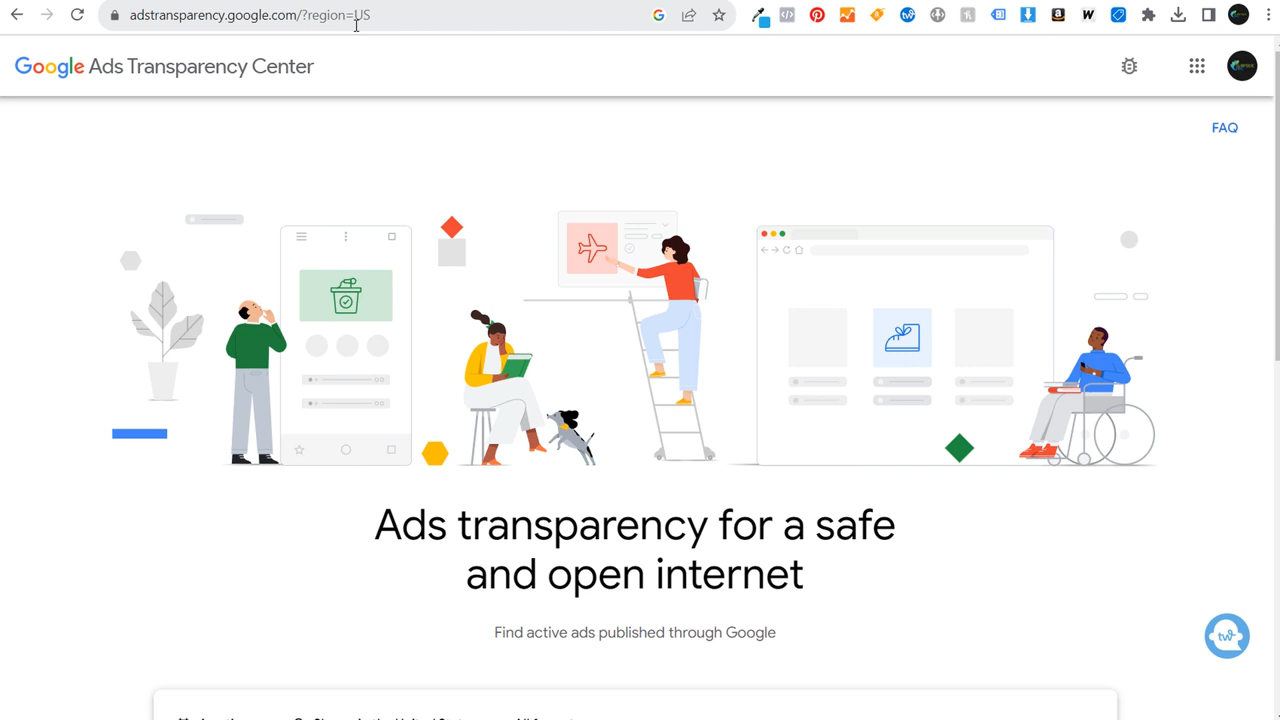 adstransparency.google.com/?region=US
Google Ads Transparency Center
FAQ
Ads transparency for a safe
and open internet
Find active ads published through Google